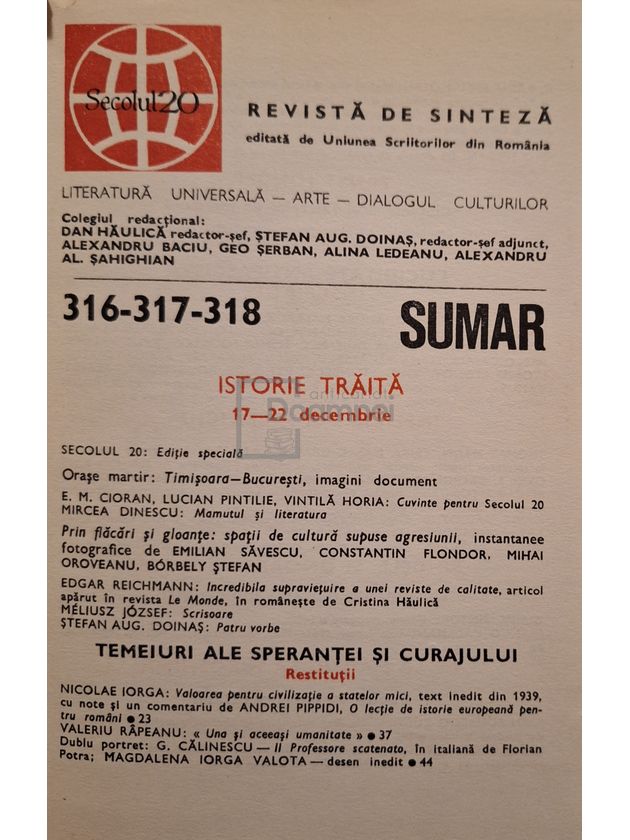 Secolul 20
REVISTĂ DE SINTEZĂ
editată de Uniunea Scriitorilor din România
LITERATURĂ UNIVERSALĂ — ARTE — DIALOGUL CULTURILOR
Colegiul redacțional:
DAN HĂULICĂ redactor-șef, ȘTEFAN AUG. DOINAȘ, redactor-șef adjunct,
ALEXANDRU BACIU, GEO ȘERBAN, ALINA LEDEANU, ALEXANDRU
AL. ȘAHIGHIAN
316-317-318
SUMAR
ISTORIE TRĂITĂ
17—22 decembrie
SECOLUL 20: Ediție specială
Orașe martir: Timișoara—București, imagini document
E. M. CIORAN, LUCIAN PINTILIE, VINTILĂ HORIA: Cuvinte pentru Secolul 20
MIRCEA DINESCU: Mamutul și literatura
Prin flăcări și gloanțe: spații de cultură supuse agresiunii, instantanee
fotografice de EMILIAN SĂVESCU, CONSTANTIN FLONDOR, MIHAI
OROVEANU, BÓRBELY ȘTEFAN
EDGAR REICHMANN: Incredibila supraviețuire a unei reviste de calitate, articol
apărut în revista Le Monde, în românește de Cristina Hăulică
MÉLIUSZ JÓZSEF: Scrisoare
ȘTEFAN AUG. DOINAȘ: Patru vorbe
TEMEIURI ALE SPERANȚEI ȘI CURAJULUI
Restituții
NICOLAE IORGA: Valoarea pentru civilizație a statelor mici, text inedit din 1939,
cu note și un comentariu de ANDREI PIPPIDI, O lecție de istorie europeană pen-
tru români ● 23
VALERIU RÂPEANU: « Una și aceeași umanitate » ● 37
Dublu portret: G. CĂLINESCU — Il Professore scatenato, în italiană de Florian
Potra; MAGDALENA IORGA VALOTA — desen inedit ● 44